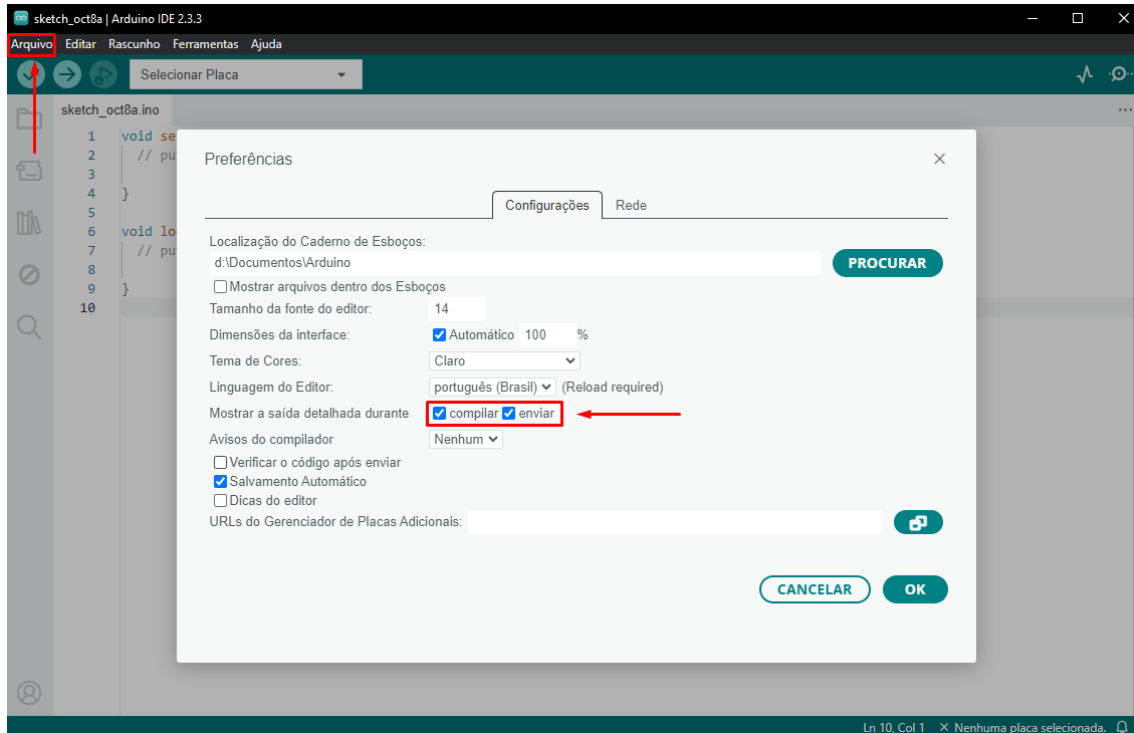 sketch_oct8a | Arduino IDE 2.3.3
Arquivo Editar Rascunho Ferramentas Ajuda
Selecionar Placa
sketch_oct8a.ino
1 void se
2 // pu
3
4 }
5
6 void lo
7 // pu
8
9 }
10
Preferências
Configurações Rede
Localização do Caderno de Esboços:
d:\Documentos\Arduino PROCURAR
Mostrar arquivos dentro dos Esboços
Tamanho da fonte do editor: 14
Dimensões da interface: Automático 100 %
Tema de Cores: Claro
Linguagem do Editor: português (Brasil) (Reload required)
Mostrar a saída detalhada durante compilar enviar
Avisos do compilador Nenhum
Verificar o código após enviar
Salvamento Automático
Dicas do editor
URLs do Gerenciador de Placas Adicionais:
CANCELAR OK
Ln 10, Col 1 Nenhuma placa selecionada.